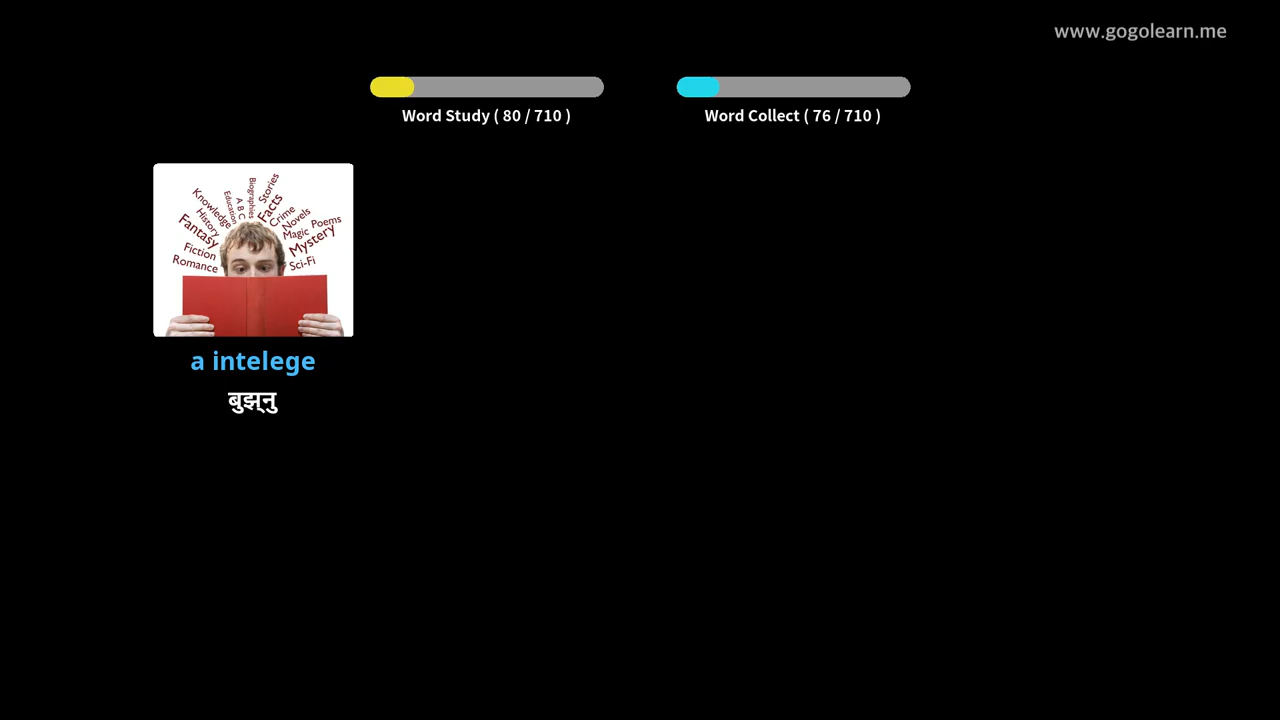 www.gogolearn.me
Word Study ( 80 / 710 )
Word Collect ( 76 / 710 )
Knowledge
History
Fantasy
Fiction
Romance
Education
A B C
Biographies
Stories
Facts
Crime
Novels
Magic
Poems
Mystery
Sci-Fi
a intelege
बुझ्नु